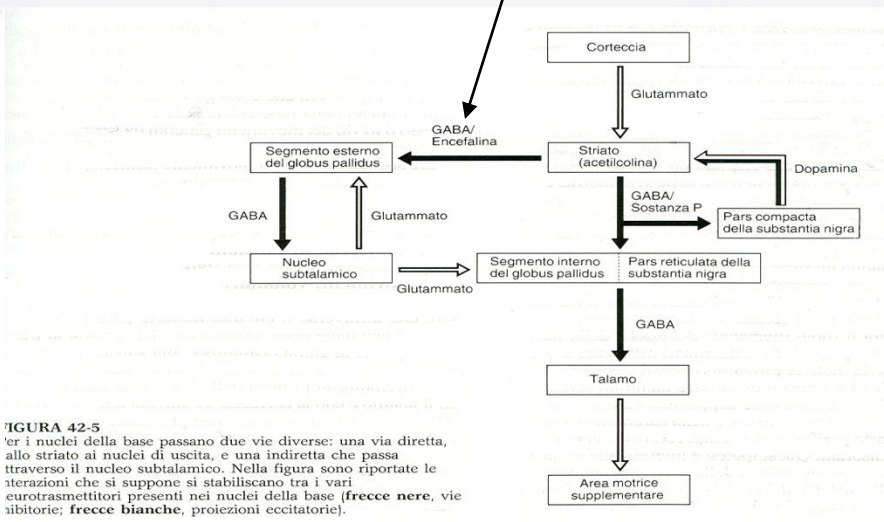 Corteccia
Glutammato
GABA/
Encefalina
Segmento esterno
del globus pallidus
Striato
(acetilcolina)
Dopamina
GABA
Glutammato
GABA/
Sostanza P
Pars compacta
della substantia nigra
Nucleo
subtalamico
Glutammato
Segmento interno
del globus pallidus
Pars reticulata della
substantia nigra
GABA
Talamo
Area motrice
supplementare
IGURA 42-5
er i nuclei della base passano due vie diverse: una via diretta,
allo striato ai nuclei di uscita, e una indiretta che passa
ttraverso il nucleo subtalamico. Nella figura sono riportate le
nterazioni che si suppone si stabiliscano tra i vari
eurotrasmettitori presenti nei nuclei della base (frecce nere, vie
nibitorie; frecce bianche, proiezioni eccitatorie).